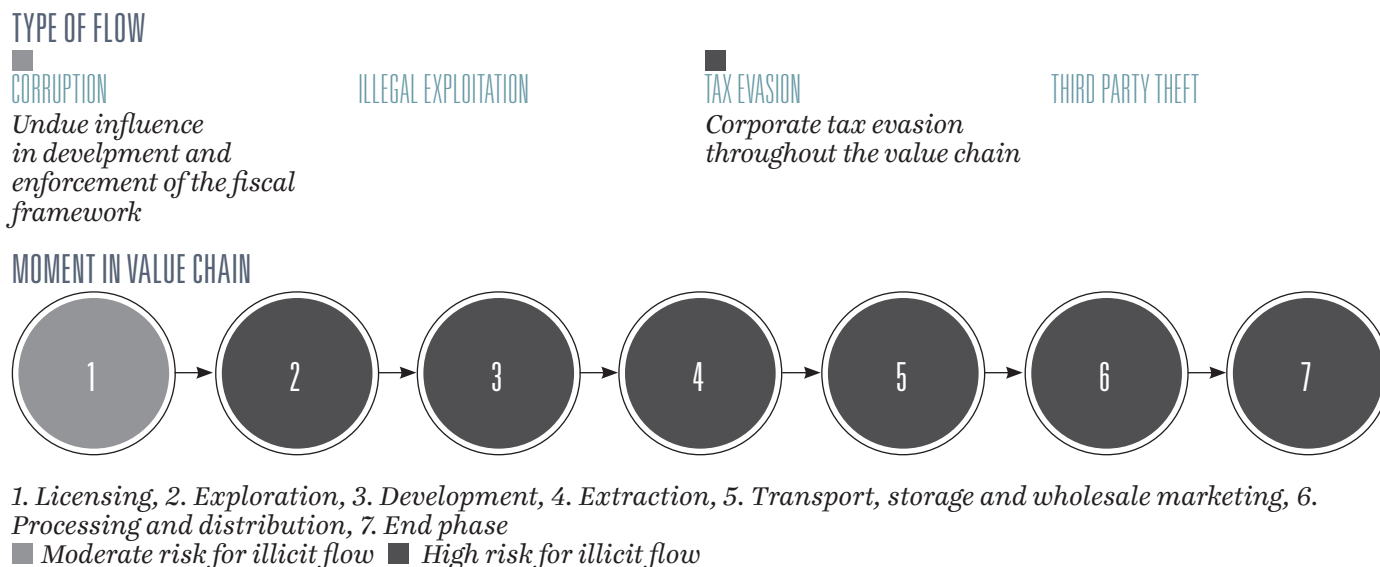 TYPE OF FLOW
CORRUPTION
Undue influence
in develpment and
enforcement of the fiscal
framework
ILLEGAL EXPLOITATION
TAX EVASION
Corporate tax evasion
throughout the value chain
THIRD PARTY THEFT
MOMENT IN VALUE CHAIN
1
2
3
4
5
6
7
1. Licensing, 2. Exploration, 3. Development, 4. Extraction, 5. Transport, storage and wholesale marketing, 6.
Processing and distribution, 7. End phase
Moderate risk for illicit flow High risk for illicit flow